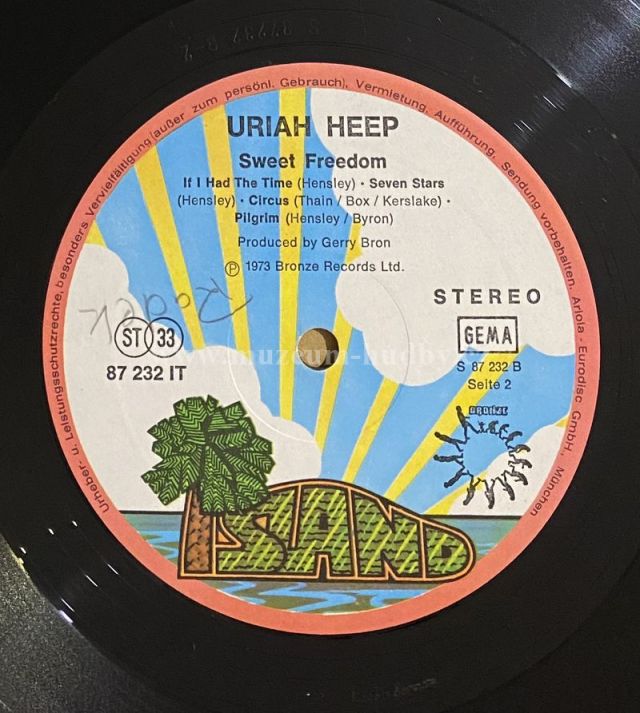 Urheber- u. Leistungsschutzrechte, besonders Vervielfältigung (außer zum persönl. Gebrauch), Vermietung, Aufführung, Sendung vorbehalten. Ariola - Eurodisc GmbH, München
URIAH HEEP
Sweet Freedom
If I Had The Time (Hensley) · Seven Stars
(Hensley) · Circus (Thain / Box / Kerslake) ·
Pilgrim (Hensley / Byron)
Produced by Gerry Bron
Ⓟ 1973 Bronze Records Ltd.
STEREO
ST 33
GEMA
87 232 IT
S 87 232 B
Seite 2
BRONZE
ISLAND